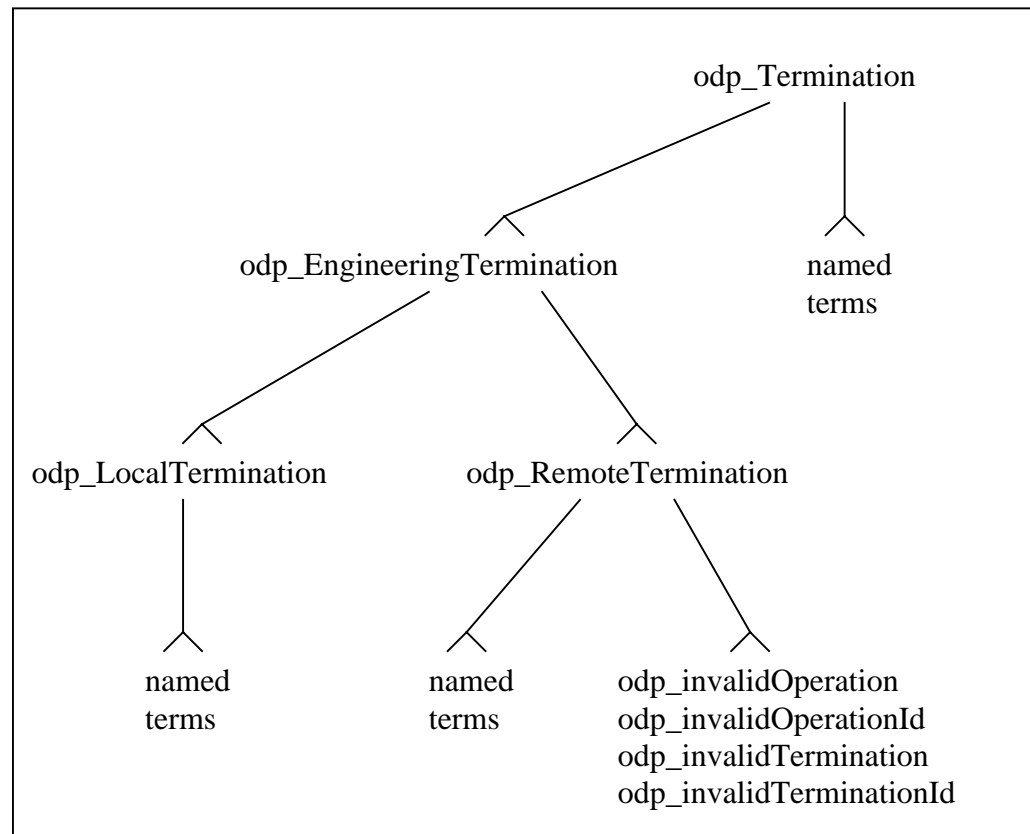 odp_Termination
odp_EngineeringTermination
named
terms
odp_LocalTermination
odp_RemoteTermination
named
terms
named
terms
odp_invalidOperation
odp_invalidOperationId
odp_invalidTermination
odp_invalidTerminationId